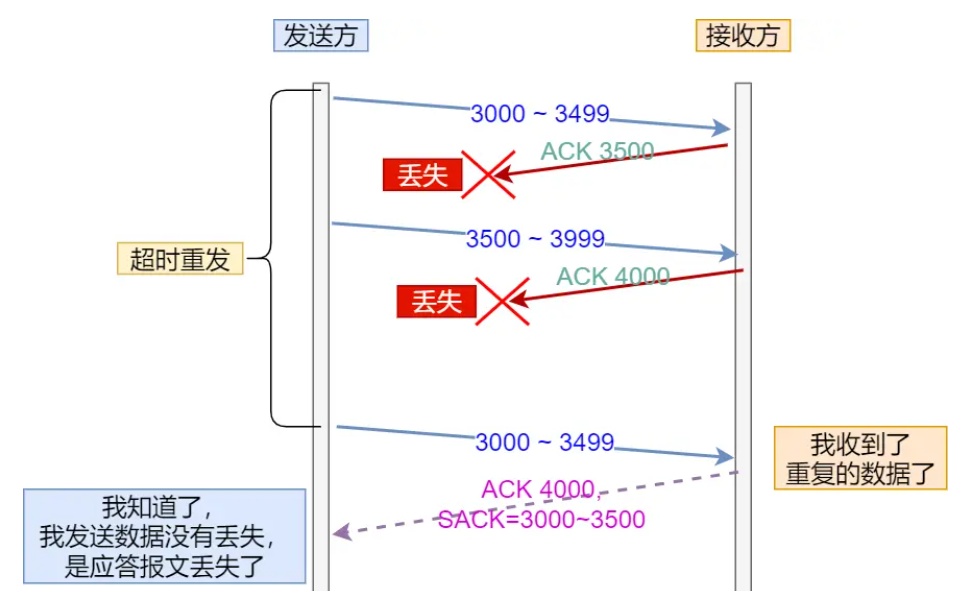 发送方
接收方
3000 ~ 3499
ACK 3500
丢失
3500 ~ 3999
超时重发
ACK 4000
丢失
3000 ~ 3499
我收到了
重复的数据了
ACK 4000,
SACK=3000~3500
我知道了，
我发送数据没有丢失，
是应答报文丢失了